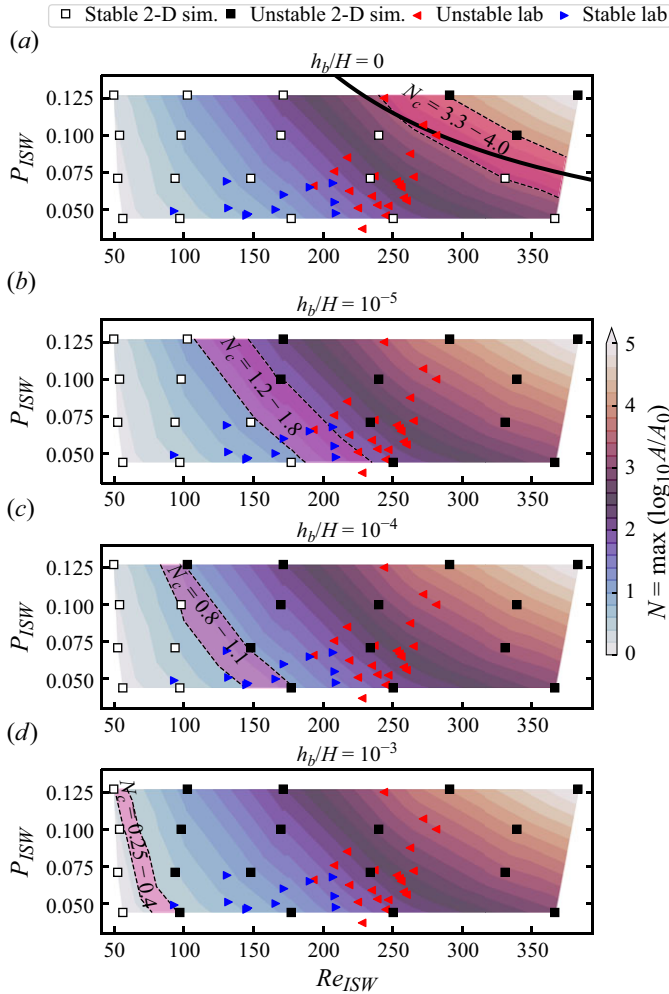 Stable 2-D sim. Unstable 2-D sim. Unstable lab Stable lab
(a)
h_b/H = 0
N_c = 3.3 – 4.0
0.125
0.100
0.075
0.050
P_ISW
50 100 150 200 250 300 350
(b)
h_b/H = 10⁻⁵
N_c = 1.2 – 1.8
0.125
0.100
0.075
0.050
P_ISW
50 100 150 200 250 300 350
(c)
h_b/H = 10⁻⁴
N_c = 0.8 – 1.1
0.125
0.100
0.075
0.050
P_ISW
50 100 150 200 250 300 350
(d)
h_b/H = 10⁻³
N_c = 0.25 – 0.4
0.125
0.100
0.075
0.050
P_ISW
50 100 150 200 250 300 350
Re_ISW
5
4
3
2
1
0
N = max (log₁₀ A/A₀)